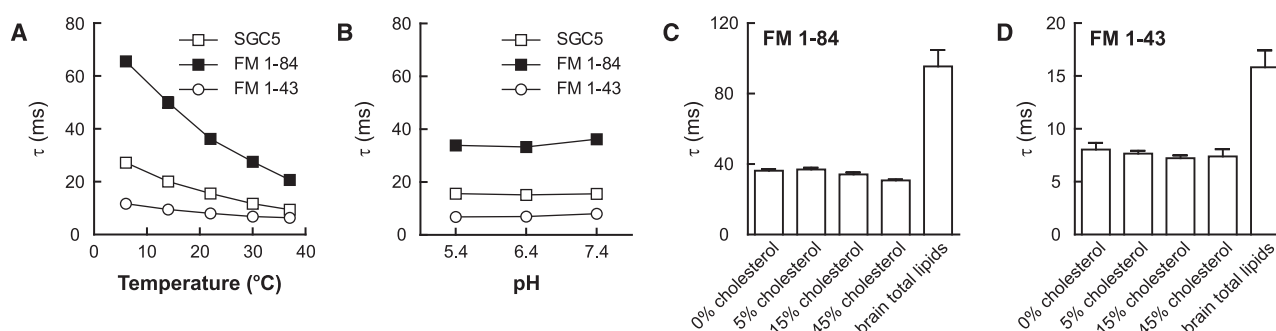 A
80
60
40
20
0
τ (ms)
0
10
20
30
40
Temperature (°C)
SGC5
FM 1-84
FM 1-43
B
80
60
40
20
0
τ (ms)
5.4
6.4
7.4
pH
SGC5
FM 1-84
FM 1-43
C
FM 1-84
120
80
40
0
τ (ms)
0% cholesterol
5% cholesterol
15% cholesterol
45% cholesterol
brain total lipids
D
FM 1-43
20
15
10
5
0
τ (ms)
0% cholesterol
5% cholesterol
15% cholesterol
45% cholesterol
brain total lipids